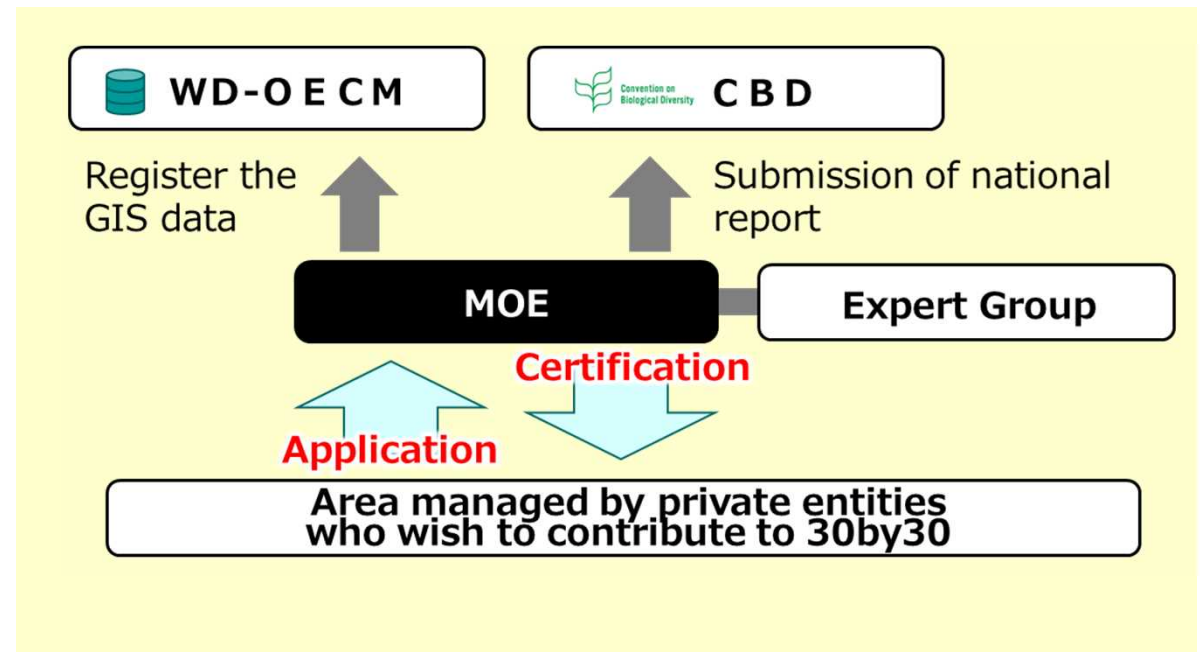 WD-OECM
Convention on
Biological Diversity
CBD
Register the
GIS data
Submission of national
report
MOE
Expert Group
Certification
Application
Area managed by private entities
who wish to contribute to 30by30